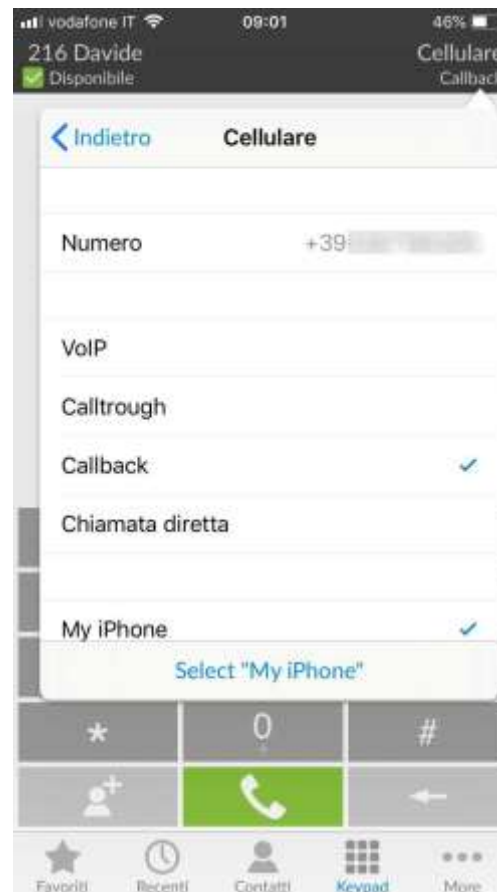 vodafone IT 09:01 46%
216 Davide Cellulare
Disponibile Callback
Indietro Cellulare
Numero +39
VoIP
Calltrough
Callback
Chiamata diretta
My iPhone
Select "My iPhone"
* 0 #
+
Favoriti Recenti Contatti Keypad More